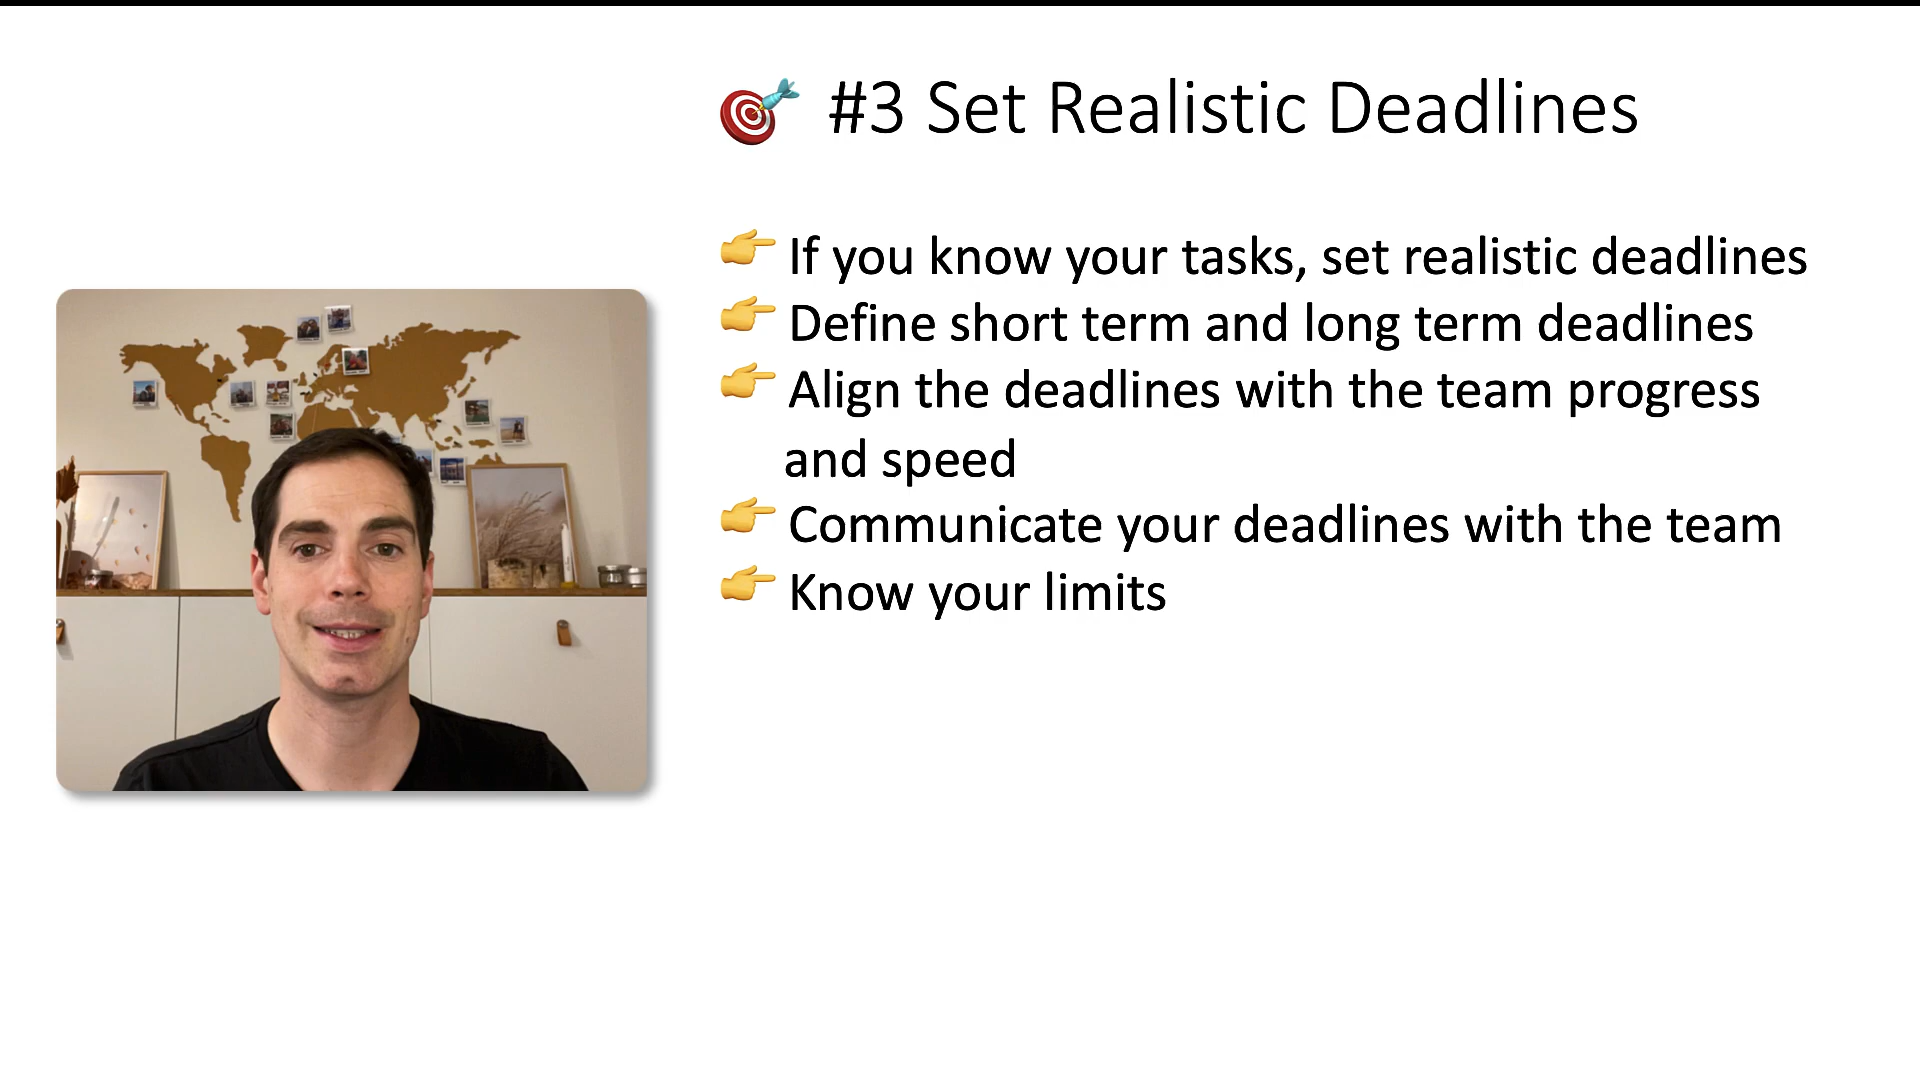 🎯 #3 Set Realistic Deadlines
👉 If you know your tasks, set realistic deadlines
👉 Define short term and long term deadlines
👉 Align the deadlines with the team progress
and speed
👉 Communicate your deadlines with the team
👉 Know your limits